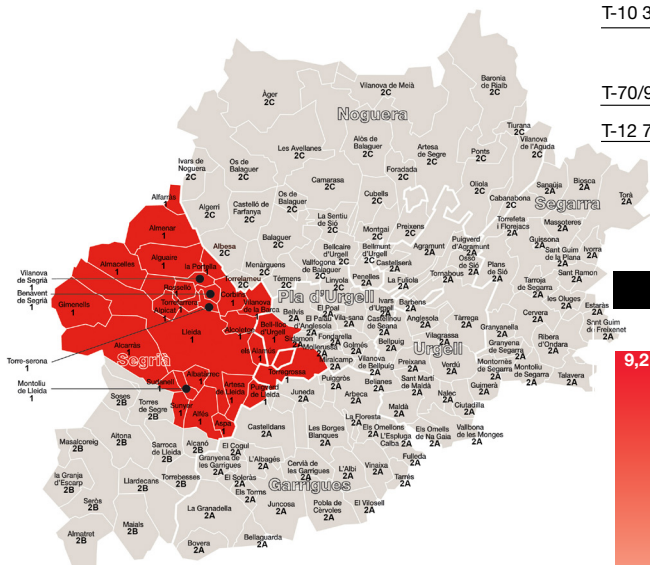 T-10 3
T-70/9
T-12 7
9,2
Àger
2C
Vilanova de Meià
2C
Baronia
de Rialb
2C
Noguera
Tiurana
2C
Vilanova
de l'Aguda
2C
Les Avellanes
2C
Alòs de
Balaguer
2C
Artesa
de Segre
2C
Ponts
2C
Ivars de
Noguera
2C
Os de
Balaguer
2C
Camarasa
2C
Foradada
2C
Oliola
2C
Cabanabona
2C
Sanaüja
2A
Biosca
2A
Torà
2A
Segarra
Alfarràs
1
Algerri
2C
Castelló de
Farfanya
2C
Os de
Balaguer
2C
Cubells
2C
La Sentiu
de Sió
2C
Montgai
2C
Preixens
2C
Torrefeta
i Florejacs
2A
Massoteres
2A
Guissona
2A
Almenar
1
Albesa
2C
Balaguer
2C
Bellcaire
d'Urgell
2C
Bellmunt
d'Urgell
2C
Agramunt
2A
Puigverd
d'Agramunt
2A
Sant Guim
de la Plana
2A
Ivorra
2A
Almacelles
1
Alguaire
1
la Portella
1
Menàrguens
2C
Vallfogona
de Balaguer
2C
Castellserà
2A
Ossó
de Sió
2A
Plans
de Sió
2A
Sant Ramon
2A
Vilanova
de Segrià
1
Benavent
de Segrià
1
Rosselló
1
Torrelameu
2C
Térmens
2C
Linyola
2C
Penelles
2A
La Fuliola
2A
Tornabous
2A
Tarroja
de Segarra
2A
les Oluges
2A
Estaràs
2A
Gimenells
1
Torrefarrera
1
Alpicat
1
Corbins
1
Vilanova
de la Barca
1
Pla d'Urgell
Bellvís
2A
El Poal
2A
El Palau
d'Anglesola
2A
Vila-sana
2A
Ivars
d'Urgell
2A
Barbens
2A
Castellnou
de Seana
2A
Anglesola
2A
Tàrrega
2A
Cervera
2A
Granyanella
2A
Sant Guim
de Freixenet
2A
Alcarràs
1
Lleida
1
Alcoletge
1
Bell-lloc
d'Urgell
1
Sidamon
2A
Fondarella
2A
Mollerussa
2A
Golmés
2A
Bellpuig
2A
Vilagrassa
2A
Urgell
Granyena
de Segarra
2A
Ribera
d'Ondara
2A
Segrià
els Alamús
1
Miralcamp
2A
Vilanova
de Bellpuig
2A
Preixana
2A
Verdú
2A
Montornès
de Segarra
2A
Montoliu
de Segarra
2A
Talavera
2A
Torre-serona
1
Montoliu
de Lleida
1
Sudanell
1
Albatàrrec
1
Artesa
de Lleida
1
Puigverd
de Lleida
1
Torregrossa
1
Puiggròs
2A
Belianes
2A
Sant Martí
de Maldà
2A
Nalec
2A
Guimerà
2A
Ciutadilla
2A
Soses
2B
Torres
de Segre
2B
Sunyer
1
Alfés
1
Aspa
1
Juneda
2A
Arbeca
2A
Maldà
2A
Masalcoreig
2B
Aitona
2B
Sarroca
de Lleida
2B
Alcanó
2B
El Cogul
2A
Castelldans
2A
Les Borges
Blanques
2A
La Floresta
2A
Els Omellons
2A
L'Espluga
Calba 2A
Els Omells
de Na Gaia
2A
Vallbona
de les Monges
2A
la Granja
d'Escarp
2B
Seròs
2B
Llardecans
2B
Torrebesses
2B
Granyena de
les Garrigues
2A
L'Albagés
2A
El Soleràs
2A
Cervià de
les Garrigues
2A
L'Albi
2A
Vinaixa
2A
Fulleda
2A
Tarrés
2A
Garrigues
Els Torms
2A
Almatret
2B
Maials
2B
La Granadella
2A
Juncosa
2A
Pobla de
Cérvoles
2A
El Vilosell
2A
Bovera
2A
Bellaguarda
2A